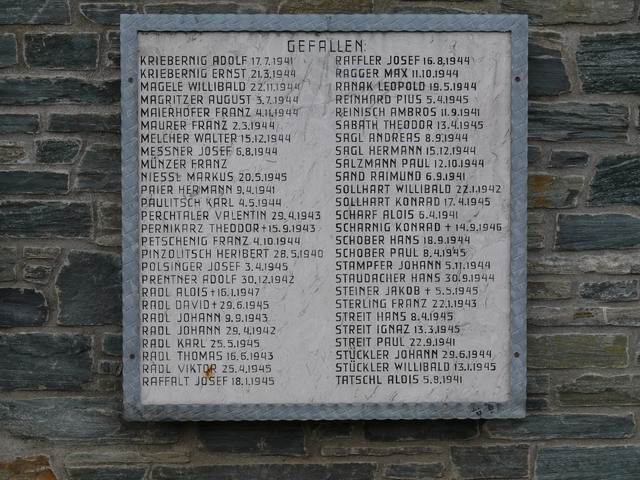 GEFALLEN:
KRIEBERNIG ADOLF 17.7.1941
KRIEBERNIG ERNST 21.3.1944
MAGELE WILLIBALD 22.11.1944
MAGRITZER AUGUST 3.7.1944
MAIERHOFER FRANZ 4.11.1944
MAURER FRANZ 2.3.1944
MELCHER WALTER 15.12.1944
MESSNER JOSEF 6.8.1944
MÜNZER FRANZ
NIESSL MARKUS 20.5.1945
PAIER HERMANN 9.4.1941
PAULITSCH KARL 4.5.1944
PERCHTALER VALENTIN 29.4.1943
PERNIKARZ THEODOR + 15.9.1943
PETSCHENIG FRANZ 4.10.1944
PINZOLITSCH HERIBERT 28.5.1940
POLSINGER JOSEF 3.4.1945
PRENTNER ADOLF 30.12.1942
RADL ALOIS + 16.1.1947
RADL DAVID + 29.6.1945
RADL JOHANN 9.9.1943
RADL JOHANN 29.4.1942
RADL KARL 25.5.1945
RADL THOMAS 16.6.1943
RADL VIKTOR 25.4.1945
RAFFALT JOSEF 18.1.1945
RAFFLER JOSEF 16.8.1944
RAGGER MAX 11.10.1944
RANAK LEOPOLD 19.5.1944
REINHARD PIUS 5.4.1945
REINISCH AMBROS 11.9.1941
SABATH THEODOR 13.4.1945
SAGL ANDREAS 8.9.1944
SAGL HERMANN 15.12.1944
SALZMANN PAUL 12.10.1944
SAND RAIMUND 6.9.1941
SOLLHART WILLIBALD 22.1.1942
SOLLHART KONRAD 17.4.1945
SCHARF ALOIS 6.4.1941
SCHARNIG KONRAD + 14.9.1946
SCHOBER HANS 18.9.1944
SCHOBER PAUL 8.4.1945
STAMPFER JOHANN 5.11.1944
STAUDACHER HANS 30.9.1944
STEINER JAKOB + 5.5.1945
STERLING FRANZ 22.1.1943
STREIT HANS 8.4.1945
STREIT IGNAZ 13.3.1945
STREIT PAUL 22.9.1941
STÜCKLER JOHANN 29.6.1944
STÜCKLER WILLIBALD 13.1.1945
TATSCHL ALOIS 5.8.1941